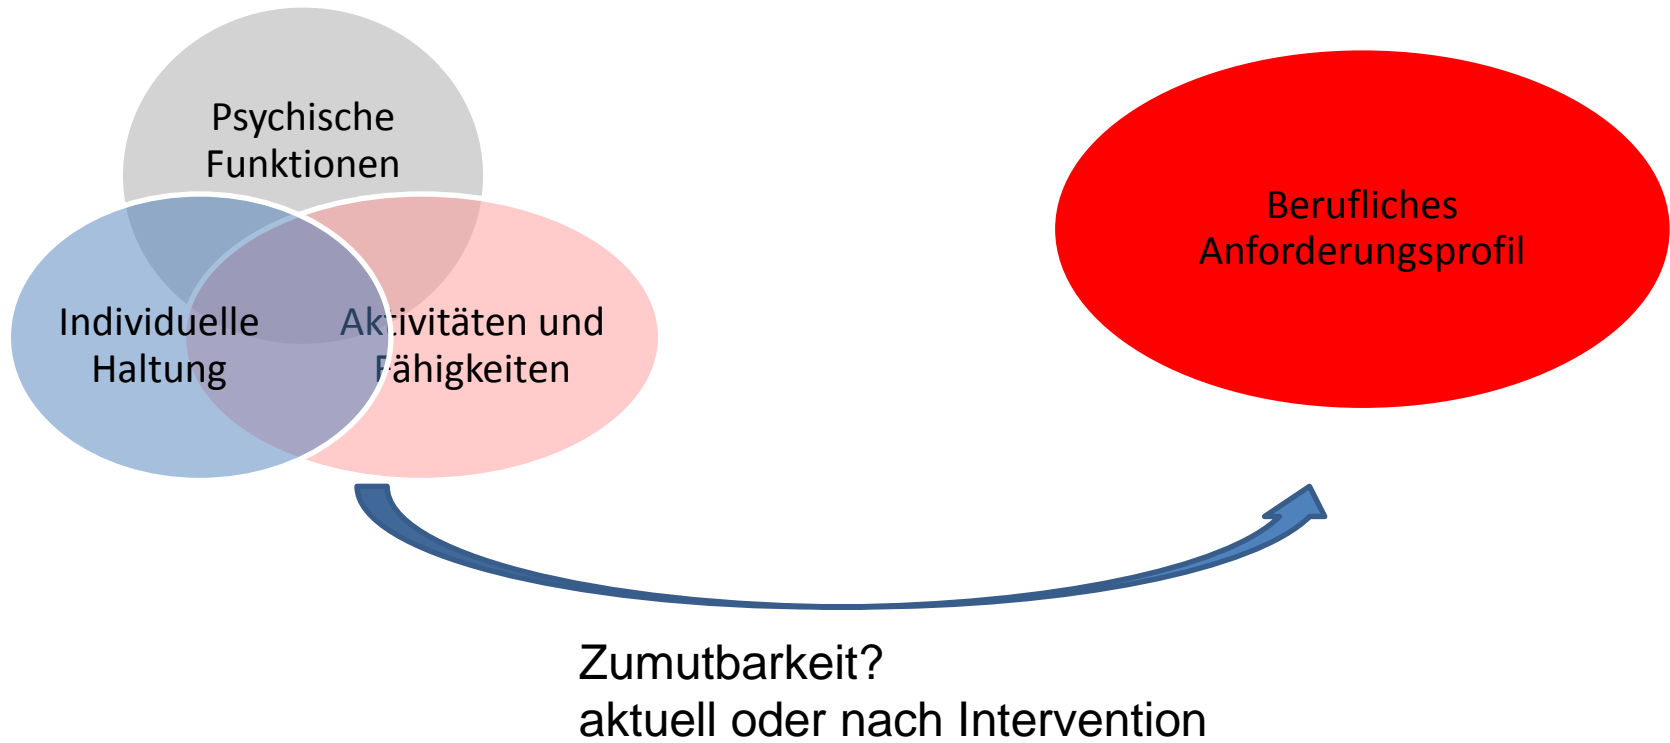 Psychische
Funktionen
Individuelle
Haltung
Aktivitäten und
Fähigkeiten
Berufliches
Anforderungsprofil
Zumutbarkeit?
aktuell oder nach Intervention